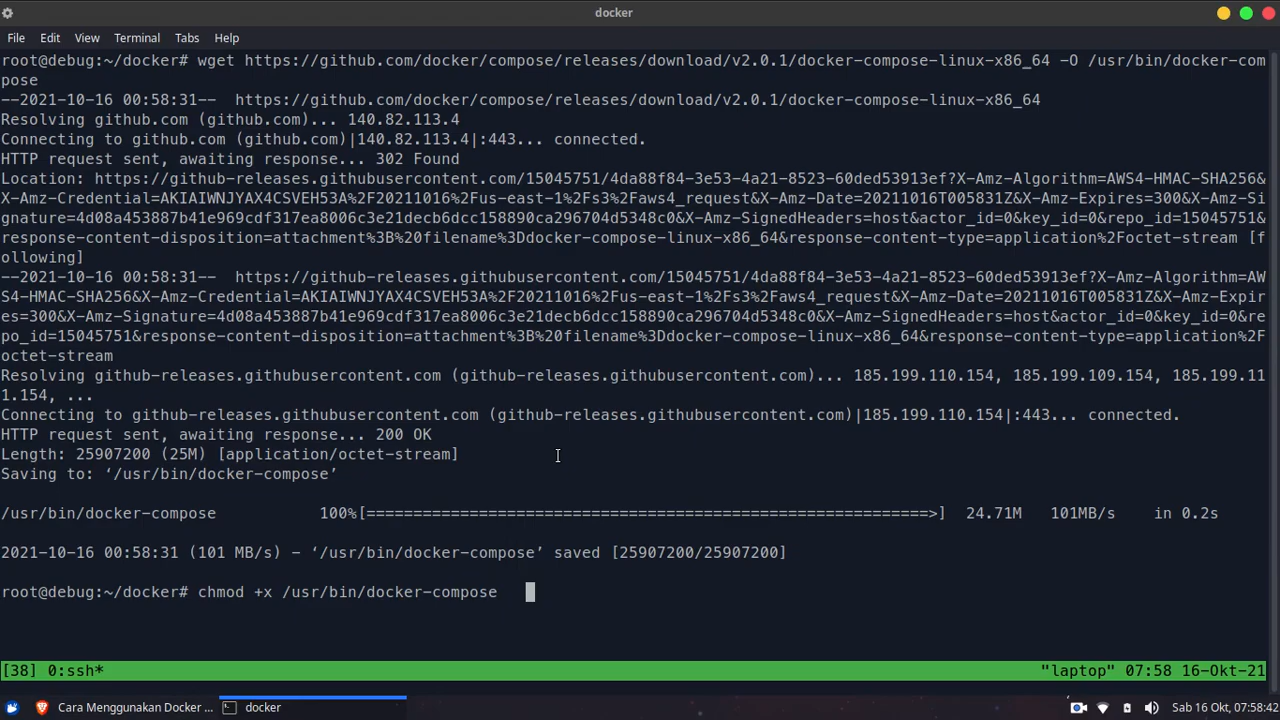 docker
File Edit View Terminal Tabs Help
root@debug:~/docker# wget https://github.com/docker/compose/releases/download/v2.0.1/docker-compose-linux-x86_64 -O /usr/bin/docker-com
pose
--2021-10-16 00:58:31-- https://github.com/docker/compose/releases/download/v2.0.1/docker-compose-linux-x86_64
Resolving github.com (github.com)... 140.82.113.4
Connecting to github.com (github.com)|140.82.113.4|:443... connected.
HTTP request sent, awaiting response... 302 Found
Location: https://github-releases.githubusercontent.com/15045751/4da88f84-3e53-4a21-8523-60ded53913ef?X-Amz-Algorithm=AWS4-HMAC-SHA256&
X-Amz-Credential=AKIAIWNJYAX4CSVEH53A%2F20211016%2Fus-east-1%2Fs3%2Faws4_request&X-Amz-Date=20211016T005831Z&X-Amz-Expires=300&X-Amz-Si
gnature=4d08a453887b41e969cdf317ea8006c3e21decb6dcc158890ca296704d5348c0&X-Amz-SignedHeaders=host&actor_id=0&key_id=0&repo_id=15045751&
response-content-disposition=attachment%3B%20filename%3Ddocker-compose-linux-x86_64&response-content-type=application%2Foctet-stream [f
ollowing]
--2021-10-16 00:58:31-- https://github-releases.githubusercontent.com/15045751/4da88f84-3e53-4a21-8523-60ded53913ef?X-Amz-Algorithm=AW
S4-HMAC-SHA256&X-Amz-Credential=AKIAIWNJYAX4CSVEH53A%2F20211016%2Fus-east-1%2Fs3%2Faws4_request&X-Amz-Date=20211016T005831Z&X-Amz-Expir
es=300&X-Amz-Signature=4d08a453887b41e969cdf317ea8006c3e21decb6dcc158890ca296704d5348c0&X-Amz-SignedHeaders=host&actor_id=0&key_id=0&re
po_id=15045751&response-content-disposition=attachment%3B%20filename%3Ddocker-compose-linux-x86_64&response-content-type=application%2F
octet-stream
Resolving github-releases.githubusercontent.com (github-releases.githubusercontent.com)... 185.199.110.154, 185.199.109.154, 185.199.11
1.154, ...
Connecting to github-releases.githubusercontent.com (github-releases.githubusercontent.com)|185.199.110.154|:443... connected.
HTTP request sent, awaiting response... 200 OK
Length: 25907200 (25M) [application/octet-stream]
Saving to: ‘/usr/bin/docker-compose’
/usr/bin/docker-compose 100%[============================================================>] 24.71M 101MB/s in 0.2s
2021-10-16 00:58:31 (101 MB/s) - ‘/usr/bin/docker-compose’ saved [25907200/25907200]
root@debug:~/docker# chmod +x /usr/bin/docker-compose
[38] 0:ssh* "laptop" 07:58 16-Okt-21
Cara Menggunakan Docker ... docker Sab 16 Okt, 07:58:42